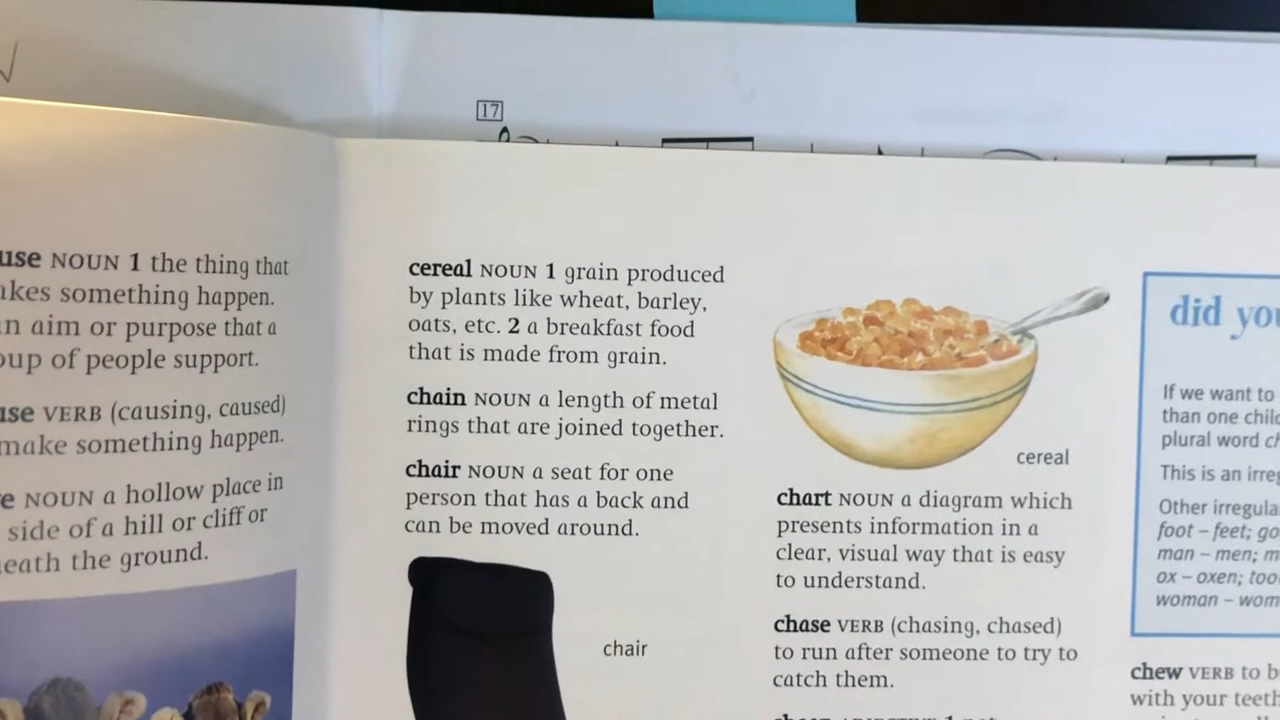 17
use NOUN 1 the thing that
akes something happen.
n aim or purpose that a
oup of people support.
use VERB (causing, caused)
make something happen.
e NOUN a hollow place in
side of a hill or cliff or
eath the ground.
cereal NOUN 1 grain produced
by plants like wheat, barley,
oats, etc. 2 a breakfast food
that is made from grain.
chain NOUN a length of metal
rings that are joined together.
chair NOUN a seat for one
person that has a back and
can be moved around.
chair
cereal
chart NOUN a diagram which
presents information in a
clear, visual way that is easy
to understand.
chase VERB (chasing, chased)
to run after someone to try to
catch them.
did you
If we want to
than one chil
plural word ch
This is an irreg
Other irregula
foot – feet; go
man – men; m
ox – oxen; too
woman – wom
chew VERB to b
with your teeth